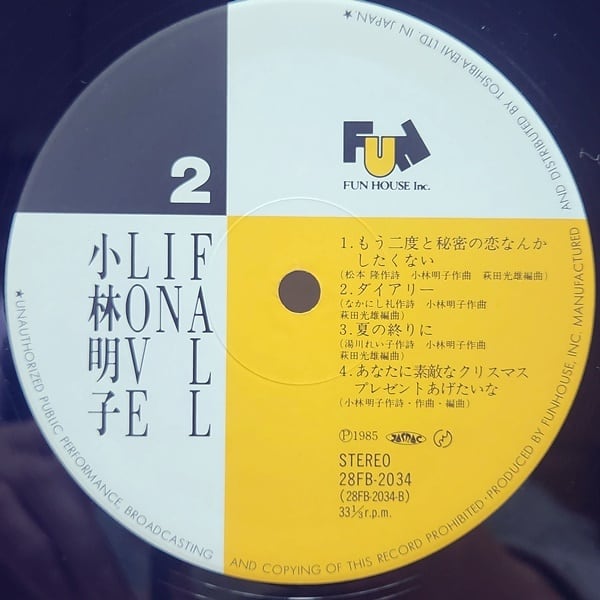 2
FUN
FUN HOUSE Inc.
FALL
IN
LOVE
小林明子
1.もう二度と秘密の恋なんか
したくない
(松本 隆作詩 小林明子作曲 萩田光雄編曲)
2.ダイアリー
(なかにし礼作詩 小林明子作曲
萩田光雄編曲)
3.夏の終りに
(湯川れい子作詩 小林明子作曲
萩田光雄編曲)
4.あなたに素敵なクリスマス
プレゼントあげたいな
(小林明子作詩・作曲・編曲)
Ⓟ1985 JASRAC
STEREO
28FB-2034
(28FB-2034-B)
33⅓r.p.m.
★UNAUTHORIZED PUBLIC PERFORMANCE, BROADCASTING AND COPYING OF THIS RECORD PROHIBITED·PRODUCED BY FUNHOUSE, INC. MANUFACTURED AND DISTRIBUTED BY TOSHIBA-EMI LTD. IN JAPAN★